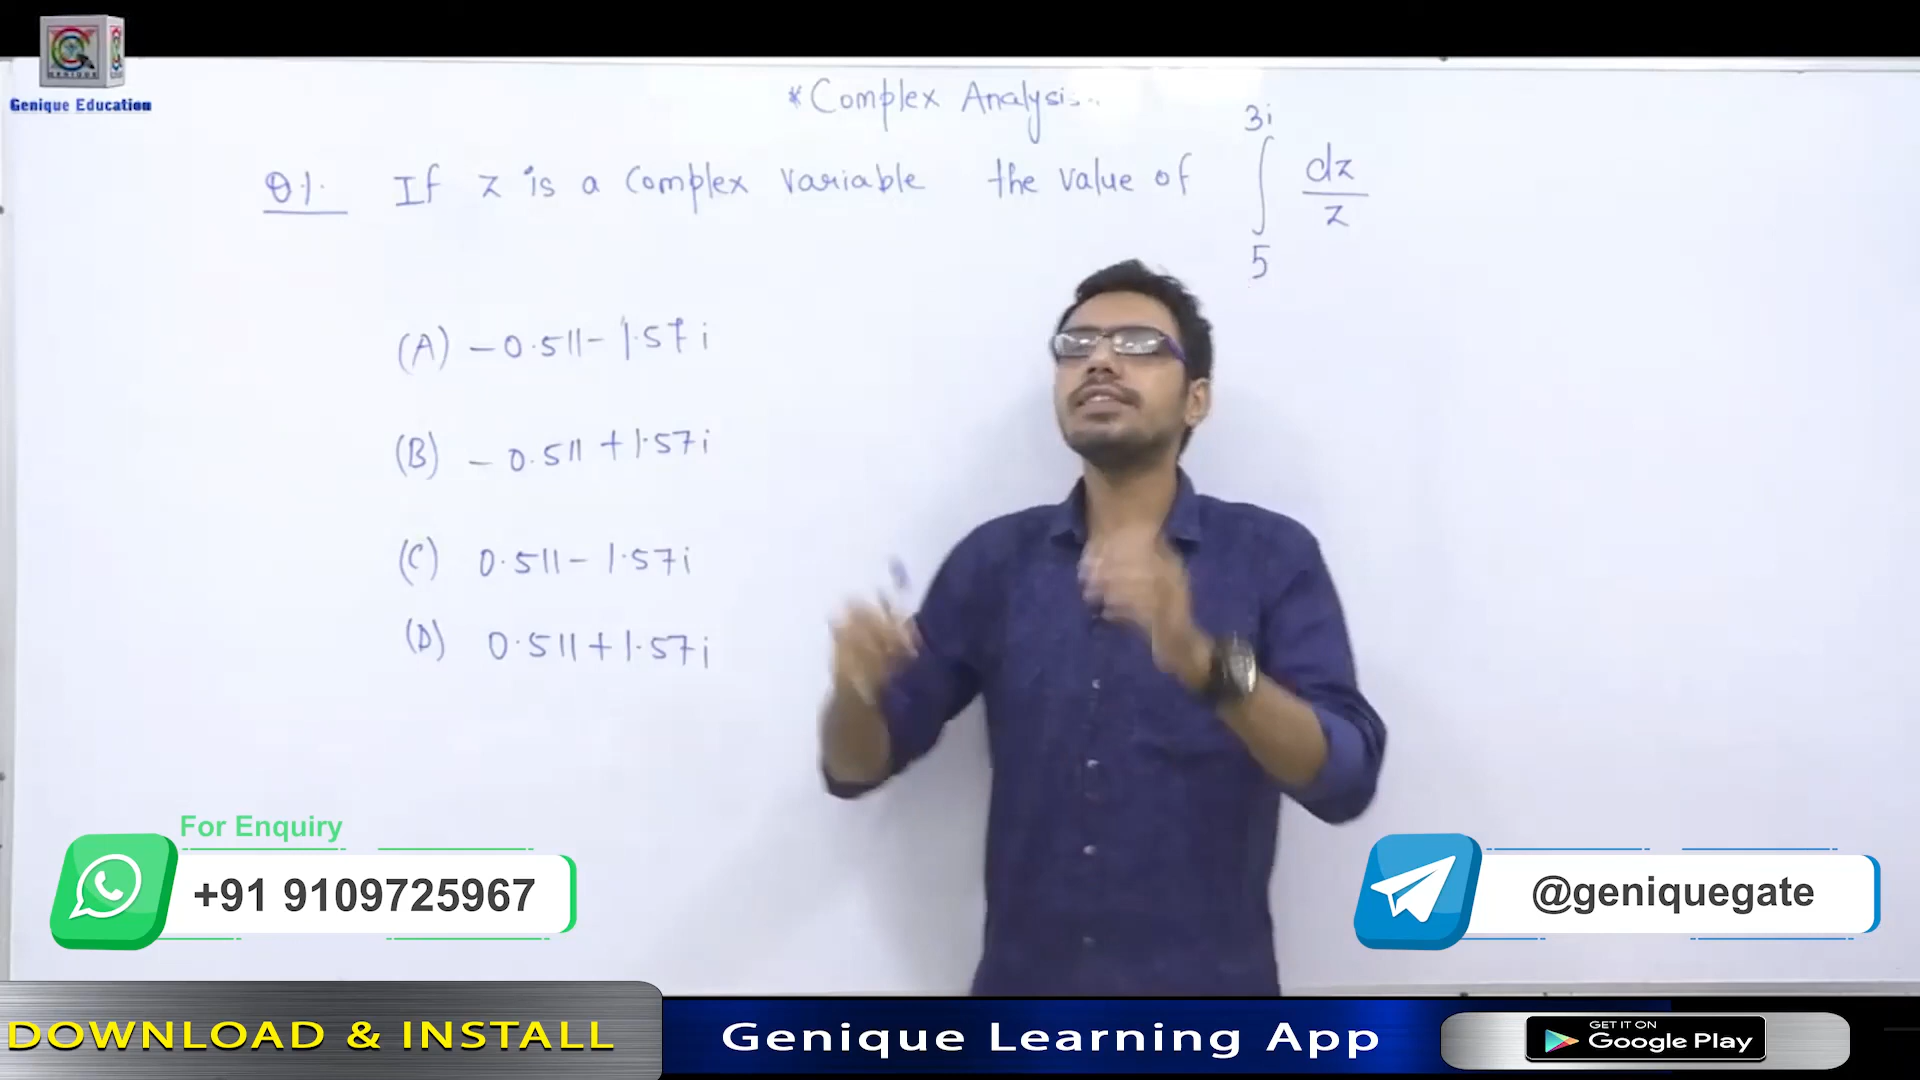 GENIQUE
Genique Education
* Complex Analysis..
Q1. If z is a complex variable the value of ∫ 5 3i dz/z
(A) -0.511-1.57i
(B) -0.511+1.57i
(C) 0.511-1.57i
(D) 0.511+1.57i
For Enquiry
+91 9109725967
@geniquegate
DOWNLOAD & INSTALL
Genique Learning App
GET IT ON
Google Play